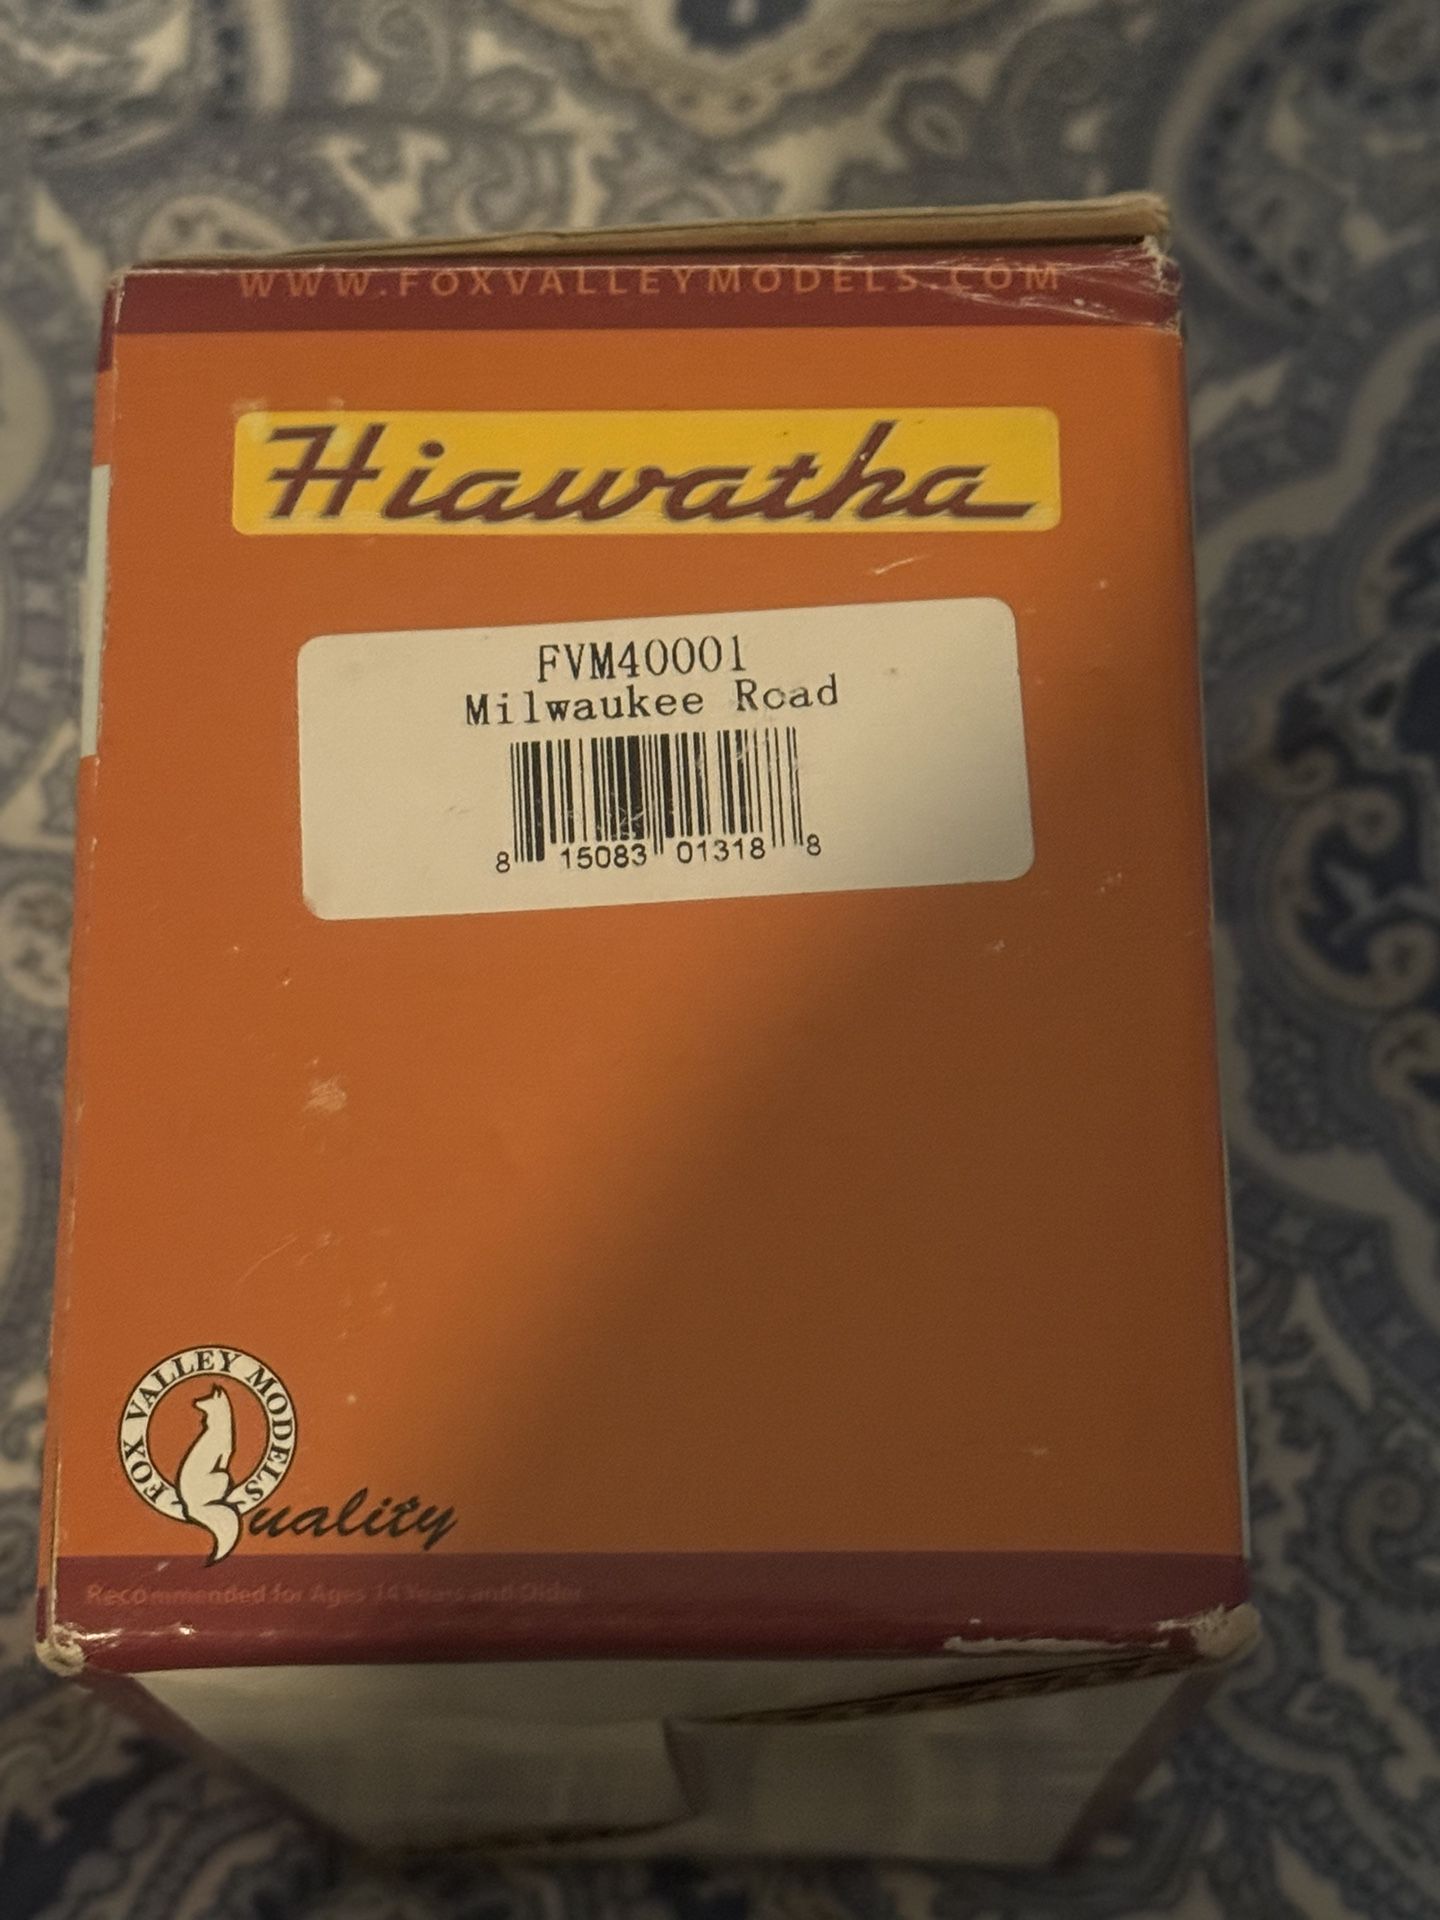 WWW.FOXVALLEYMODELS.COM
Hiawatha
FVM40001
Milwaukee Road
8 15083 01318 8
FOX VALLEY MODELS
Quality
Recommended for Ages 14 Years and Older